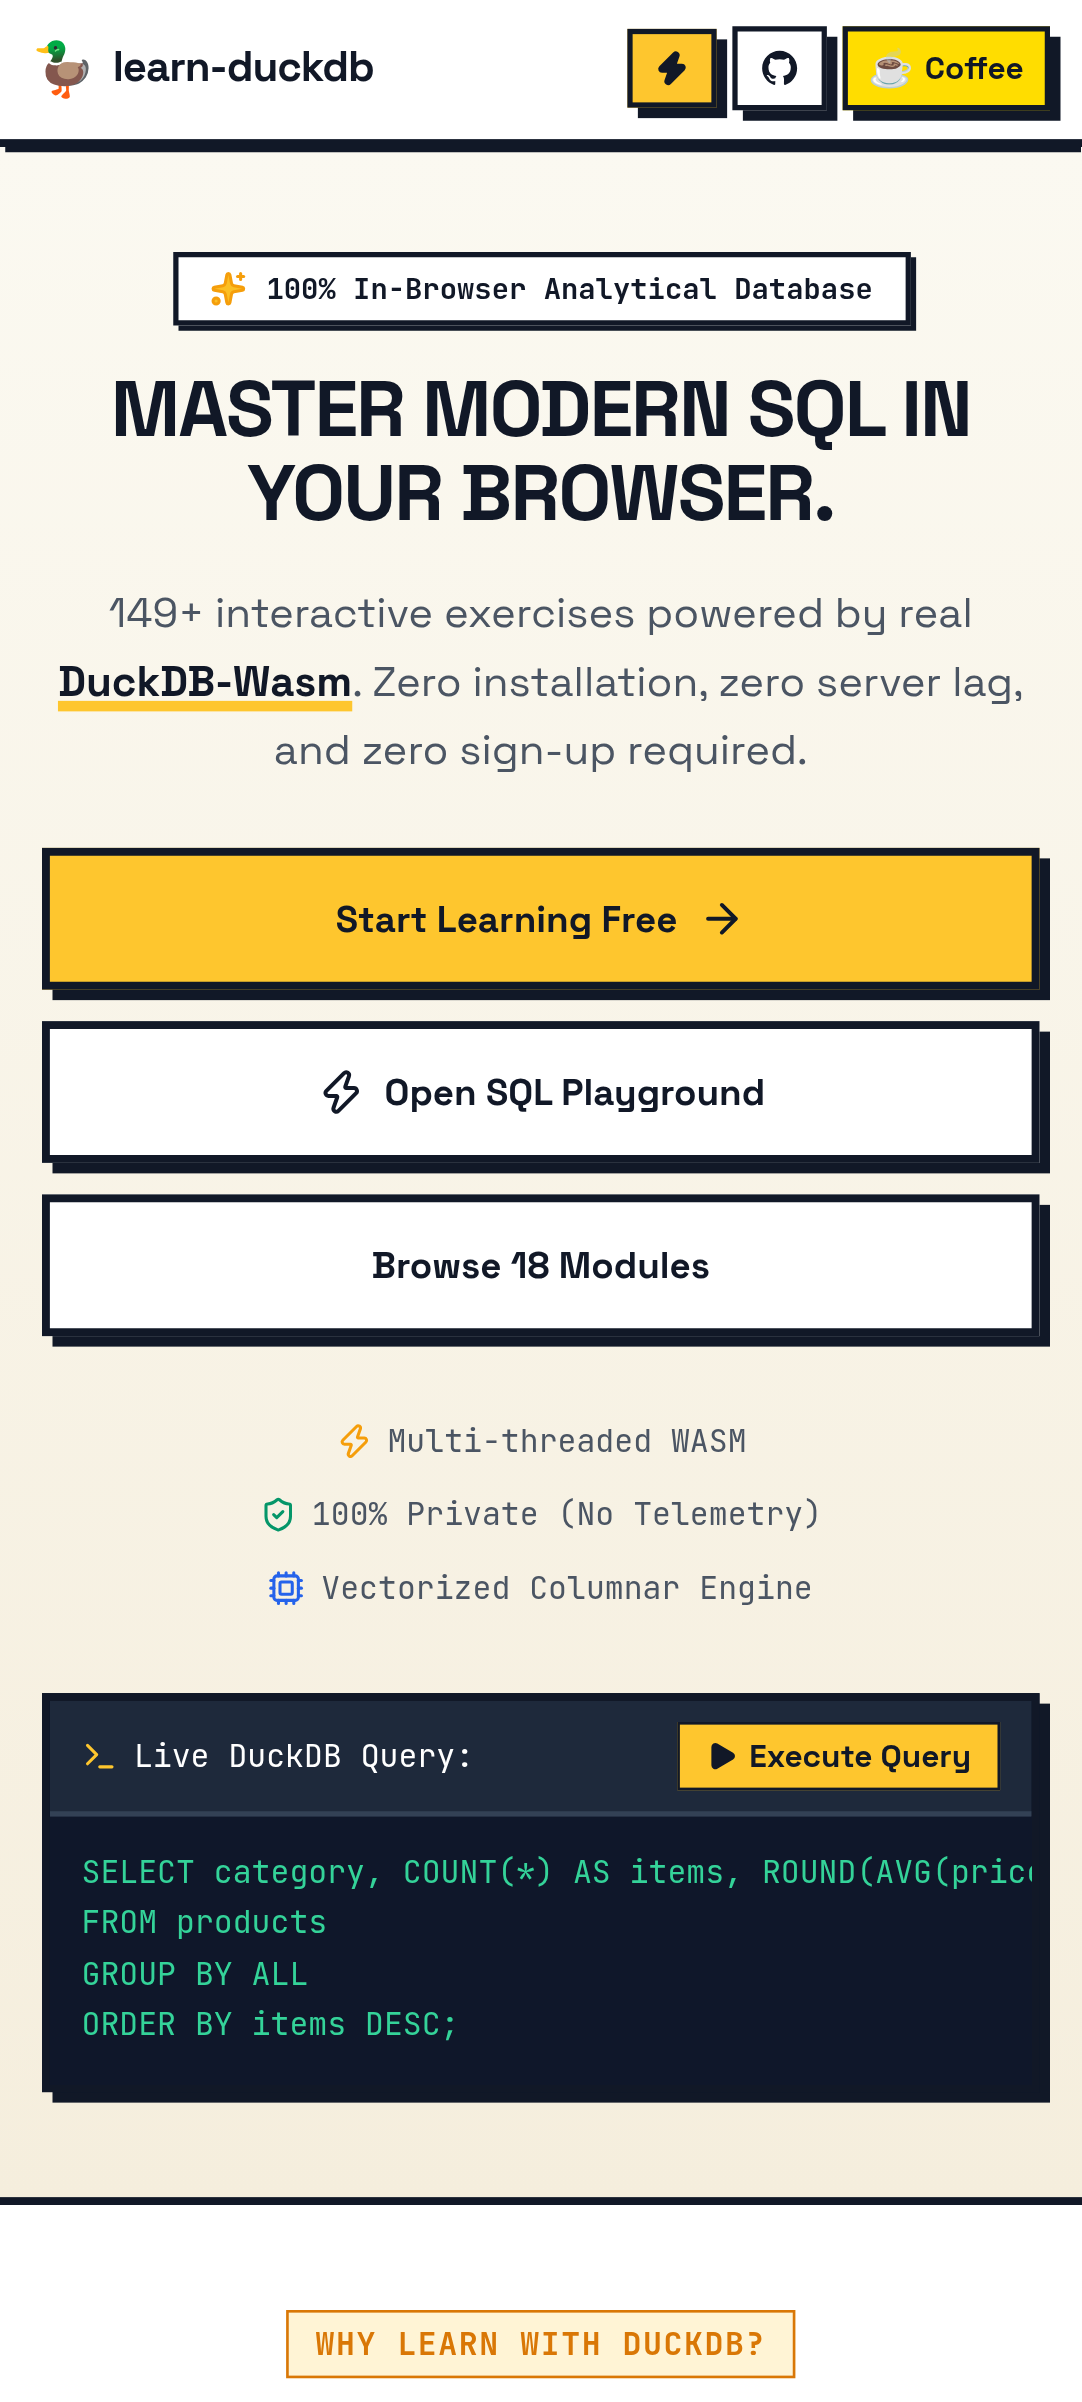 learn-duckdb
Coffee
100% In-Browser Analytical Database
MASTER MODERN SQL IN
YOUR BROWSER.
149+ interactive exercises powered by real
DuckDB-Wasm. Zero installation, zero server lag,
and zero sign-up required.
Start Learning Free →
Open SQL Playground
Browse 18 Modules
Multi-threaded WASM
100% Private (No Telemetry)
Vectorized Columnar Engine
Live DuckDB Query:
Execute Query
SELECT category, COUNT(*) AS items, ROUND(AVG(price
FROM products
GROUP BY ALL
ORDER BY items DESC;
WHY LEARN WITH DUCKDB?